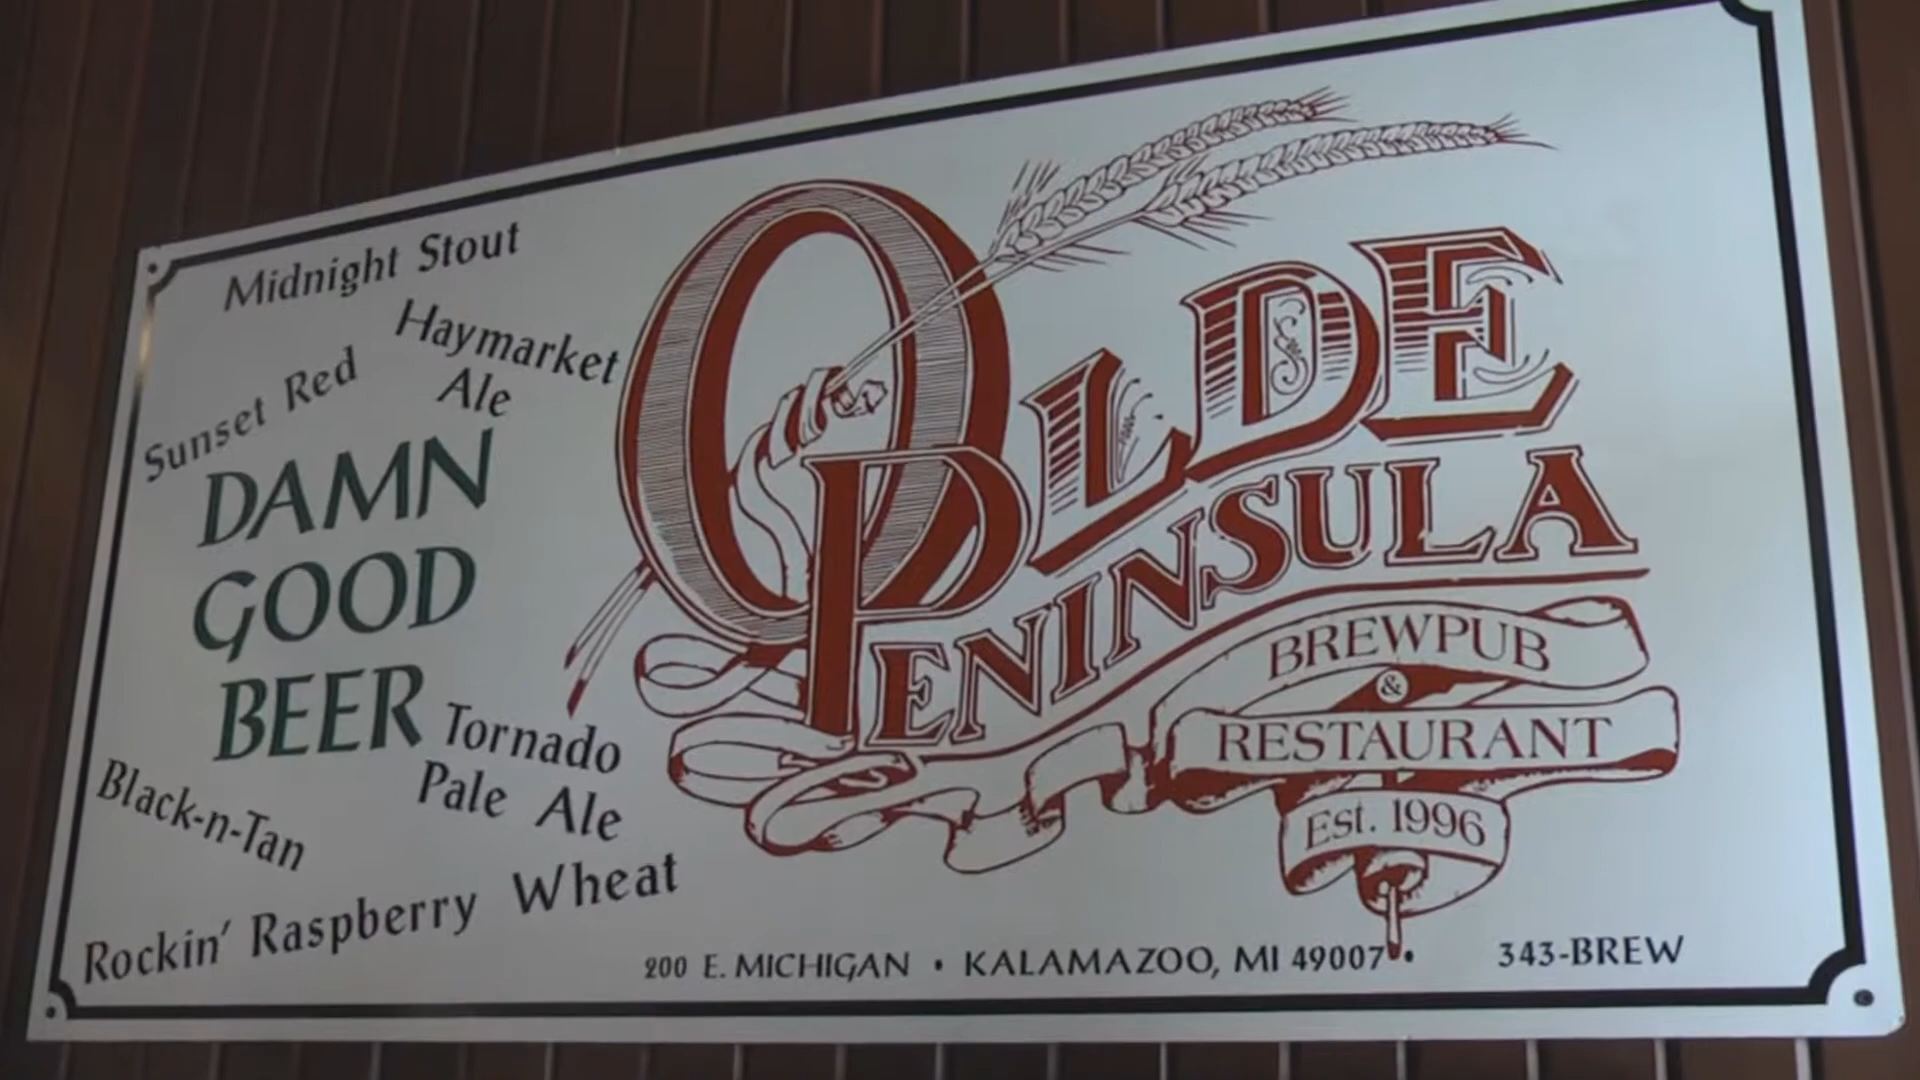 Midnight Stout
Haymarket
Ale
Sunset Red
DAMN
GOOD
BEER
Tornado
Pale Ale
Black-n-Tan
Rockin' Raspberry Wheat
OLDE
PENINSULA
BREWPUB
&
RESTAURANT
Est. 1996
200 E. MICHIGAN • KALAMAZOO, MI 49007 • 343-BREW